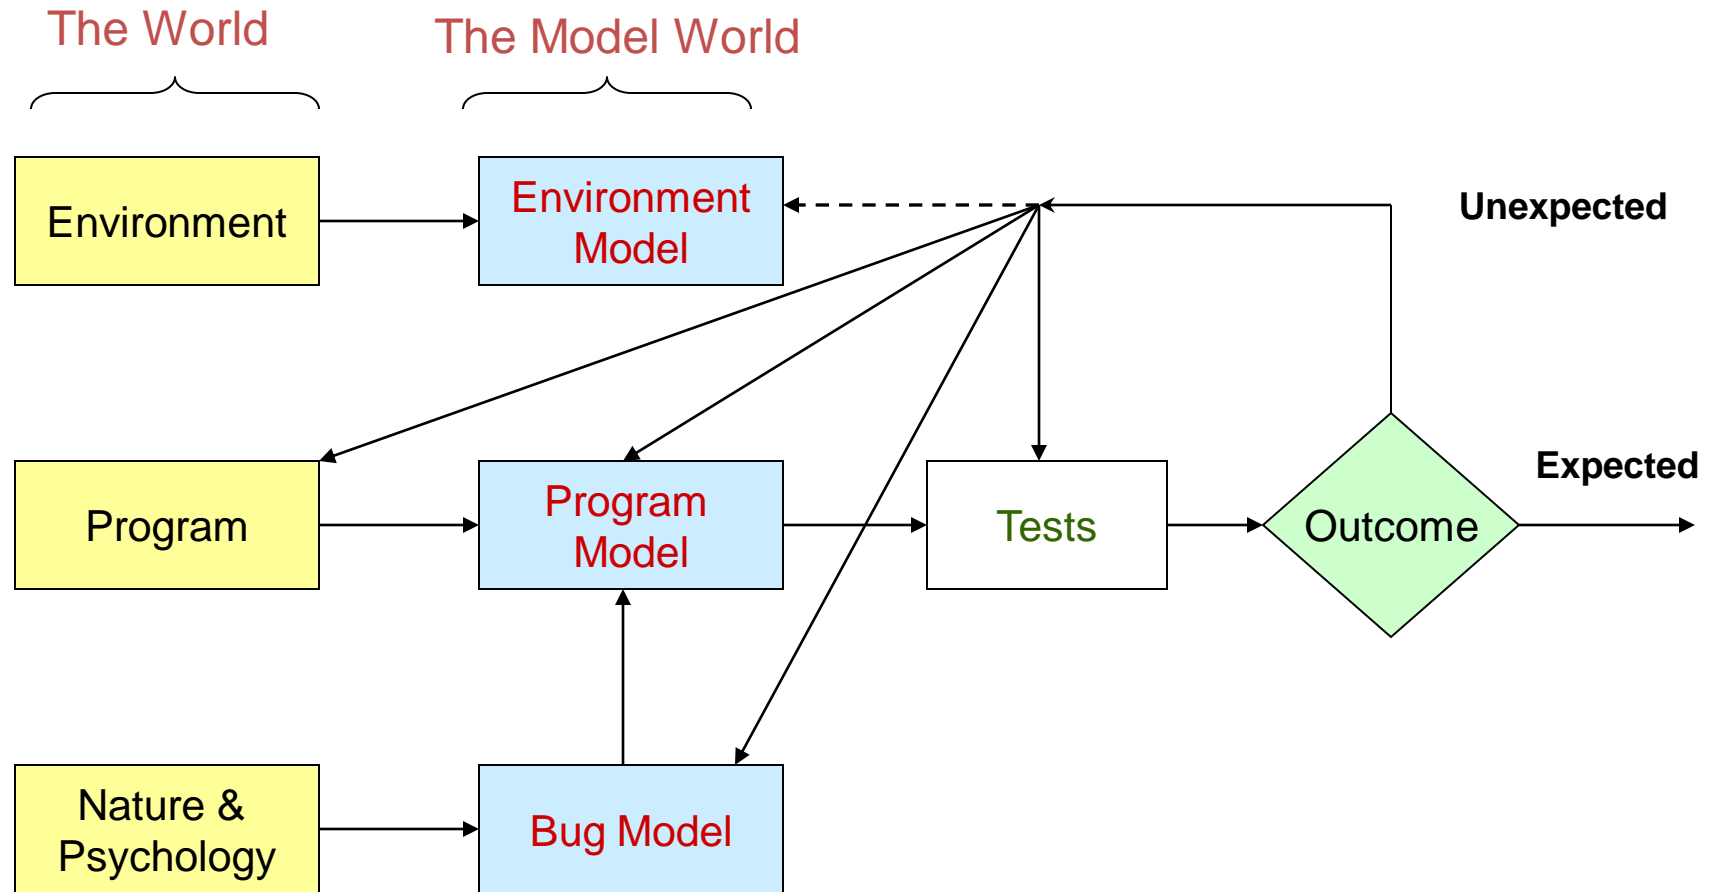 The World
The Model World
Environment
Environment
Model
Unexpected
Program
Program
Model
Tests
Outcome
Expected
Nature &
Psychology
Bug Model